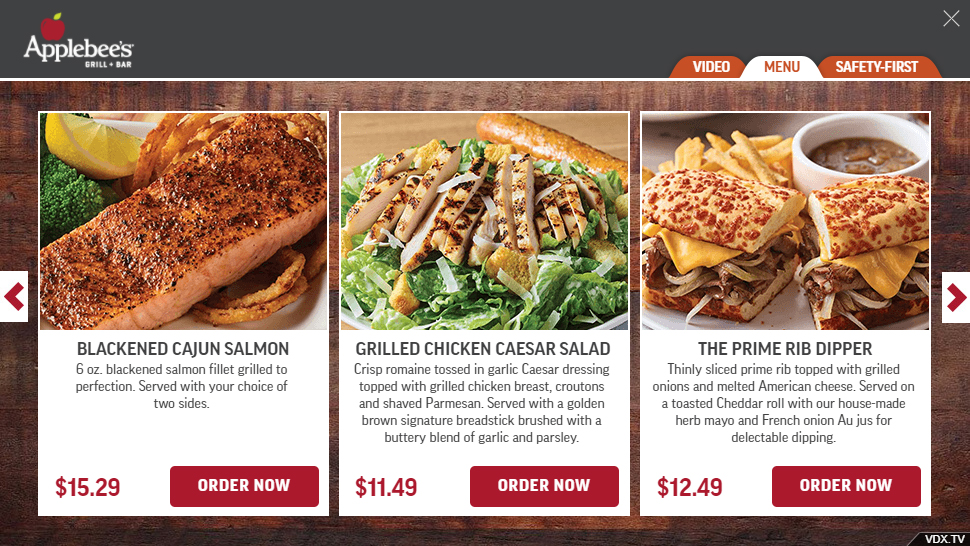 Applebee's
GRILL + BAR
VIDEO
MENU
SAFETY-FIRST
BLACKENED CAJUN SALMON
6 oz. blackened salmon fillet grilled to
perfection. Served with your choice of
two sides.
$15.29
ORDER NOW
GRILLED CHICKEN CAESAR SALAD
Crisp romaine tossed in garlic Caesar dressing
topped with grilled chicken breast, croutons
and shaved Parmesan. Served with a golden
brown signature breadstick brushed with a
buttery blend of garlic and parsley.
$11.49
ORDER NOW
THE PRIME RIB DIPPER
Thinly sliced prime rib topped with grilled
onions and melted American cheese. Served on
a toasted Cheddar roll with our house-made
herb mayo and French onion Au jus for
delectable dipping.
$12.49
ORDER NOW
VDX.TV